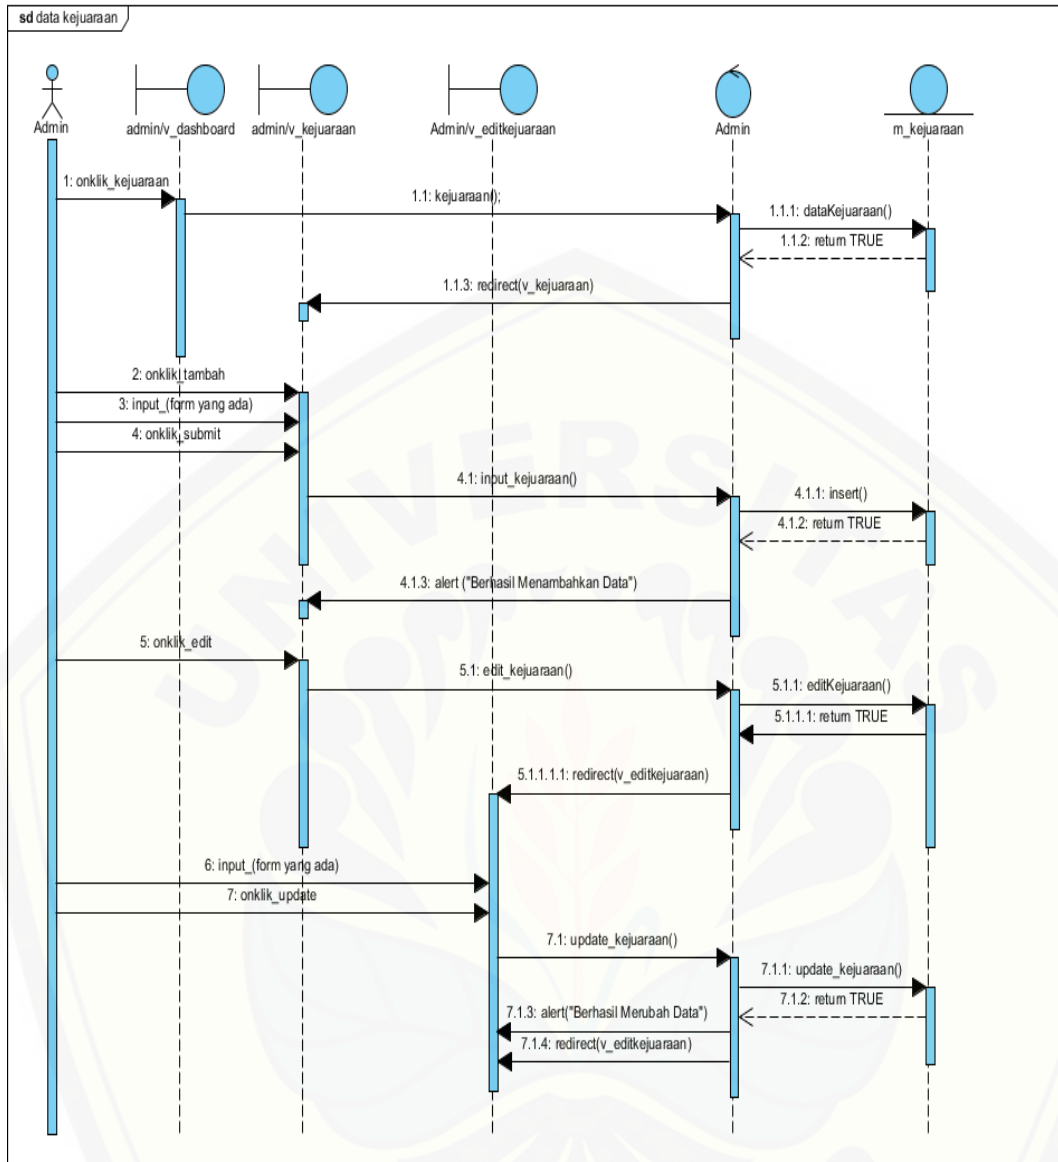 sd data kejuaraan
Admin
admin/v_dashboard
admin/v_kejuaraan
Admin/v_editkejuaraan
Admin
m_kejuaraan
1: onklik_kejuaraan
1.1: kejuaraan();
1.1.1: dataKejuaraan()
1.1.2: return TRUE
1.1.3: redirect(v_kejuaraan)
2: onklik_tambah
3: input_(form yang ada)
4: onklik_submit
4.1: input_kejuaraan()
4.1.1: insert()
4.1.2: return TRUE
4.1.3: alert ("Berhasil Menambahkan Data")
5: onklik_edit
5.1: edit_kejuaraan()
5.1.1: editKejuaraan()
5.1.1.1: return TRUE
5.1.1.1.1: redirect(v_editkejuaraan)
6: input_(form yang ada)
7: onklik_update
7.1: update_kejuaraan()
7.1.1: update_kejuaraan()
7.1.2: return TRUE
7.1.3: alert("Berhasil Merubah Data")
7.1.4: redirect(v_editkejuaraan)
UNIVERSITAS